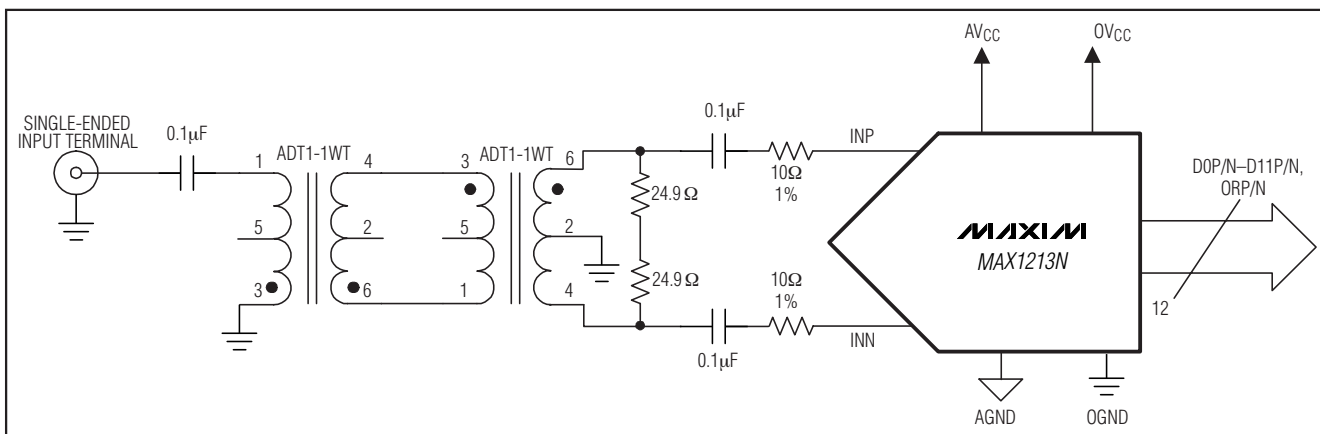 AVCC
OVCC
SINGLE-ENDED
INPUT TERMINAL
0.1μF
1
5
3
ADT1-1WT
4
2
6
3
5
1
ADT1-1WT
6
2
4
24.9Ω
24.9Ω
0.1μF
10Ω
1%
INP
0.1μF
10Ω
1%
INN
MAXIM
MAX1213N
D0P/N–D11P/N,
ORP/N
12
AGND
OGND